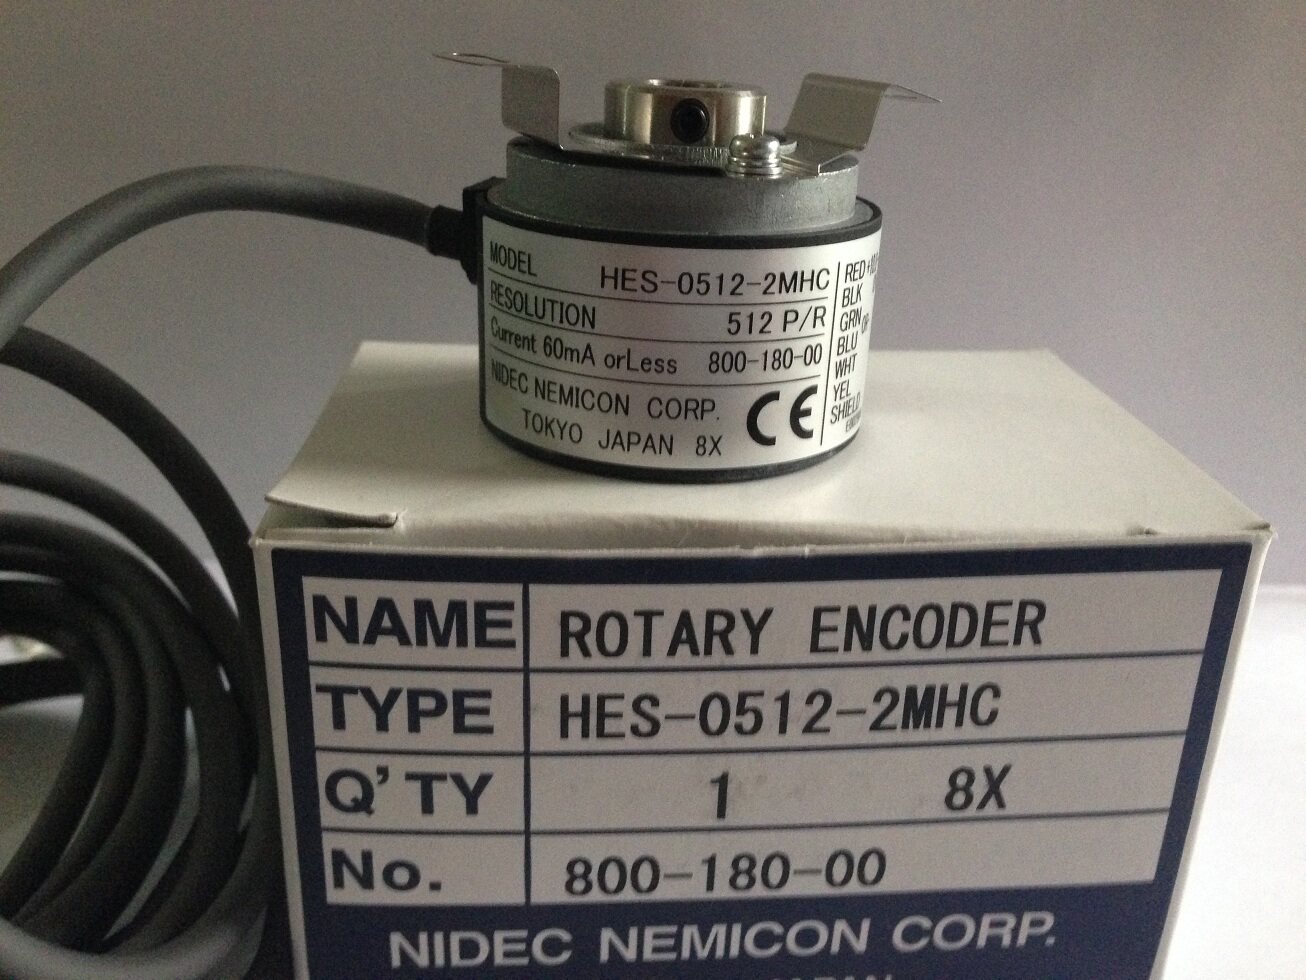 MODEL HES-0512-2MHC
RESOLUTION 512 P/R
Current 60mA orLess 800-180-00
NIDEC NEMICON CORP.
TOKYO JAPAN 8X
CE
RED
BLK
GRN
BLU
WHT
YEL
SHIELD
NAME ROTARY ENCODER
TYPE HES-0512-2MHC
Q'TY 1 8X
No. 800-180-00
NIDEC NEMICON CORP.
JAPAN